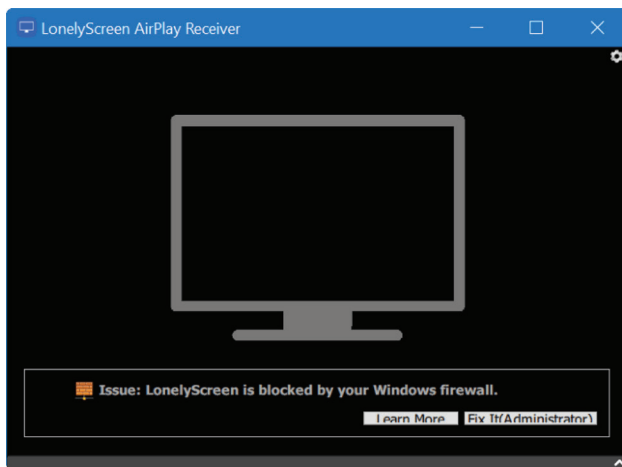 LonelyScreen AirPlay Receiver
Issue: LonelyScreen is blocked by your Windows firewall.
Learn More Fix It(Administrator)